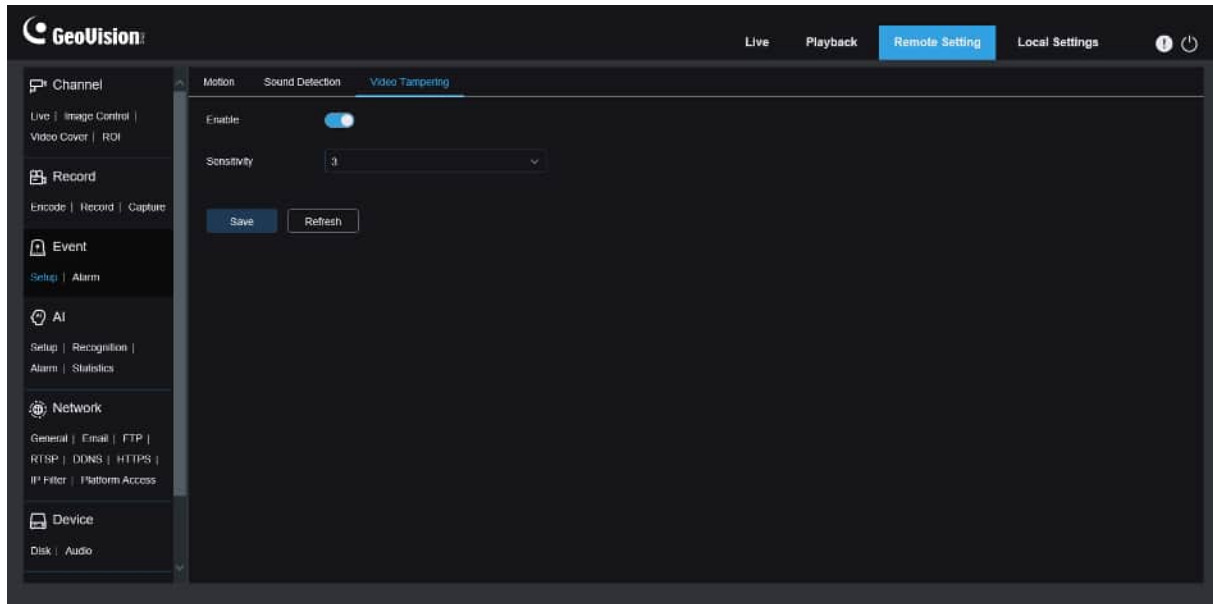 GeoVision
Live Playback Remote Setting Local Settings
Channel
Live | Image Control |
Video Cover | ROI
Record
Encode | Record | Capture
Event
Setup | Alarm
AI
Setup | Recognition |
Alarm | Statistics
Network
General | Email | FTP |
RTSP | DDNS | HTTPS |
IP Filter | Platform Access
Device
Disk | Audio
Motion Sound Detection Video Tampering
Enable
Sensitivity 3
Save Refresh